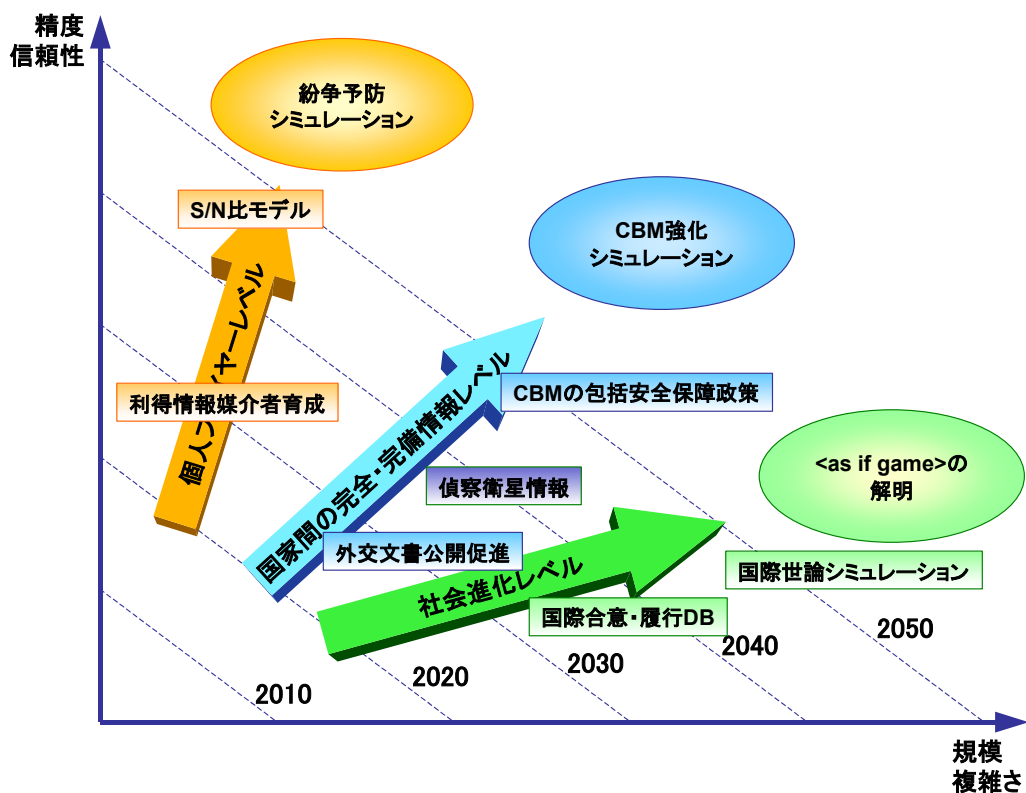 精度
信頼性
紛争予防
シミュレーション
S/N比モデル
CBM強化
シミュレーション
個人プ イヤーレベル
利得情報媒介者育成
国家間の完全・完備情報レベル
CBMの包括安全保障政策
<as if game>の
解明
偵察衛星情報
外交文書公開促進
社会進化レベル
国際世論シミュレーション
国際合意・履行DB
2010
2020
2030
2040
2050
規模
複雑さ